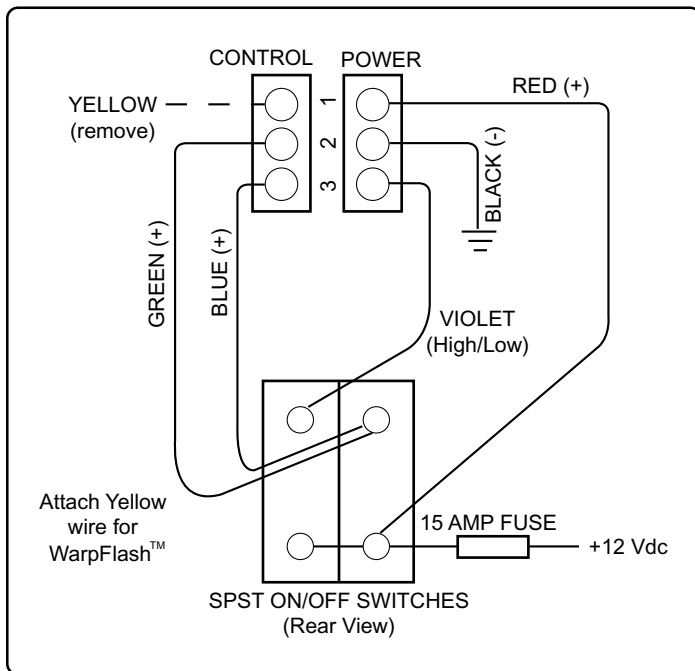 CONTROL
POWER
YELLOW
(remove)
1
2
3
RED (+)
BLACK (-)
GREEN (+)
BLUE (+)
VIOLET
(High/Low)
Attach Yellow
wire for
WarpFlash™
15 AMP FUSE
+12 Vdc
SPST ON/OFF SWITCHES
(Rear View)